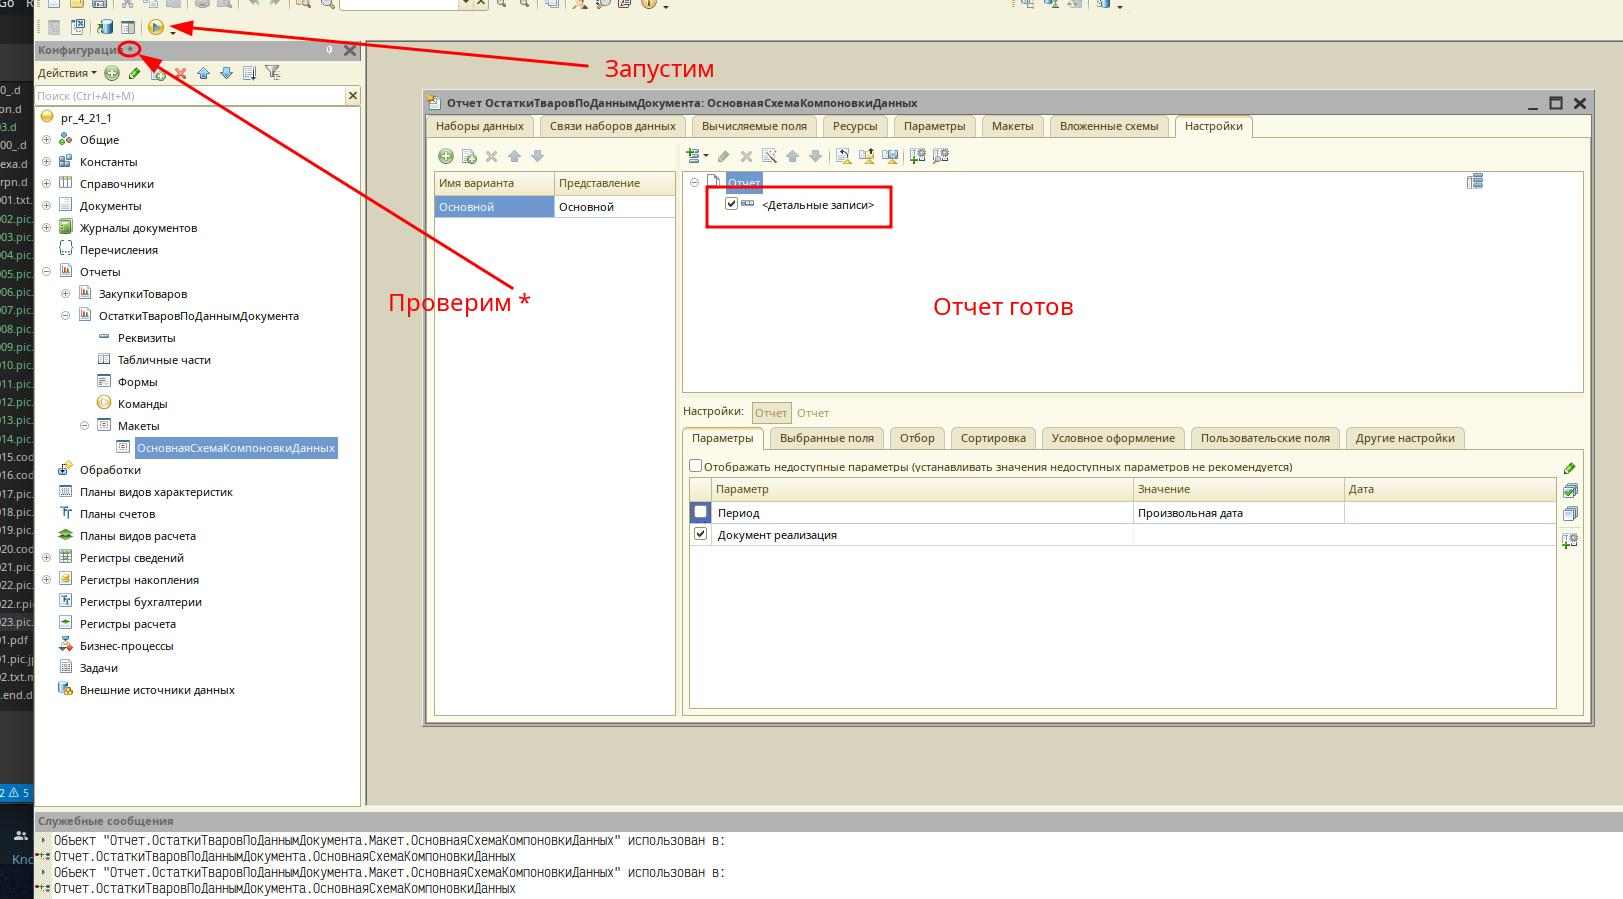 Go
Конфигурация *
Действия
Поиск (Ctrl+Alt+M)
pr_4_21_1
Общие
Константы
Справочники
Документы
Журналы документов
Перечисления
Отчеты
ЗакупкиТоваров
ОстаткиТваровПоДаннымДокумента
Реквизиты
Табличные части
Формы
Команды
Макеты
ОсновнаяСхемаКомпоновкиДанных
Обработки
Планы видов характеристик
Планы счетов
Планы видов расчета
Регистры сведений
Регистры накопления
Регистры бухгалтерии
Регистры расчета
Бизнес-процессы
Задачи
Внешние источники данных
Запустим
Проверим *
Отчет готов
Отчет ОстаткиТваровПоДаннымДокумента: ОсновнаяСхемаКомпоновкиДанных
Наборы данных Связи наборов данных Вычисляемые поля Ресурсы Параметры Макеты Вложенные схемы Настройки
Имя варианта Представление
Основной Основной
Отчет
<Детальные записи>
Настройки: Отчет Отчет
Параметры Выбранные поля Отбор Сортировка Условное оформление Пользовательские поля Другие настройки
Отображать недоступные параметры (устанавливать значения недоступных параметров не рекомендуется)
Параметр Значение Дата
Период Произвольная дата
Документ реализация
Служебные сообщения
Объект "Отчет.ОстаткиТваровПоДаннымДокумента.Макет.ОсновнаяСхемаКомпоновкиДанных" использован в:
Отчет.ОстаткиТваровПоДаннымДокумента.ОсновнаяСхемаКомпоновкиДанных
Объект "Отчет.ОстаткиТваровПоДаннымДокумента.Макет.ОсновнаяСхемаКомпоновкиДанных" использован в:
Отчет.ОстаткиТваровПоДаннымДокумента.ОсновнаяСхемаКомпоновкиДанных